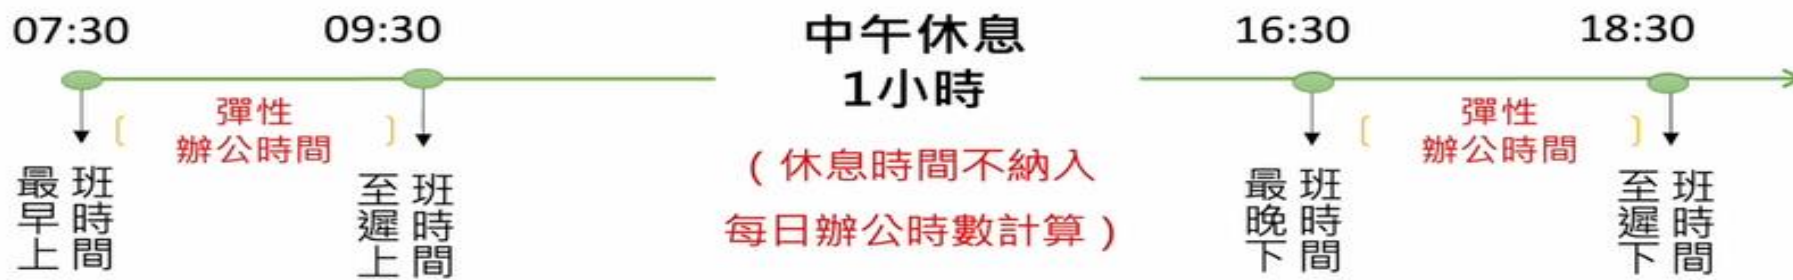 07:30
09:30
中午休息
1小時
16:30
18:30
彈性
辦公時間
(休息時間不納入
每日辦公時數計算)
彈性
辦公時間
最早上
班時間
至遲上
班時間
最晚下
班時間
至遲下
班時間